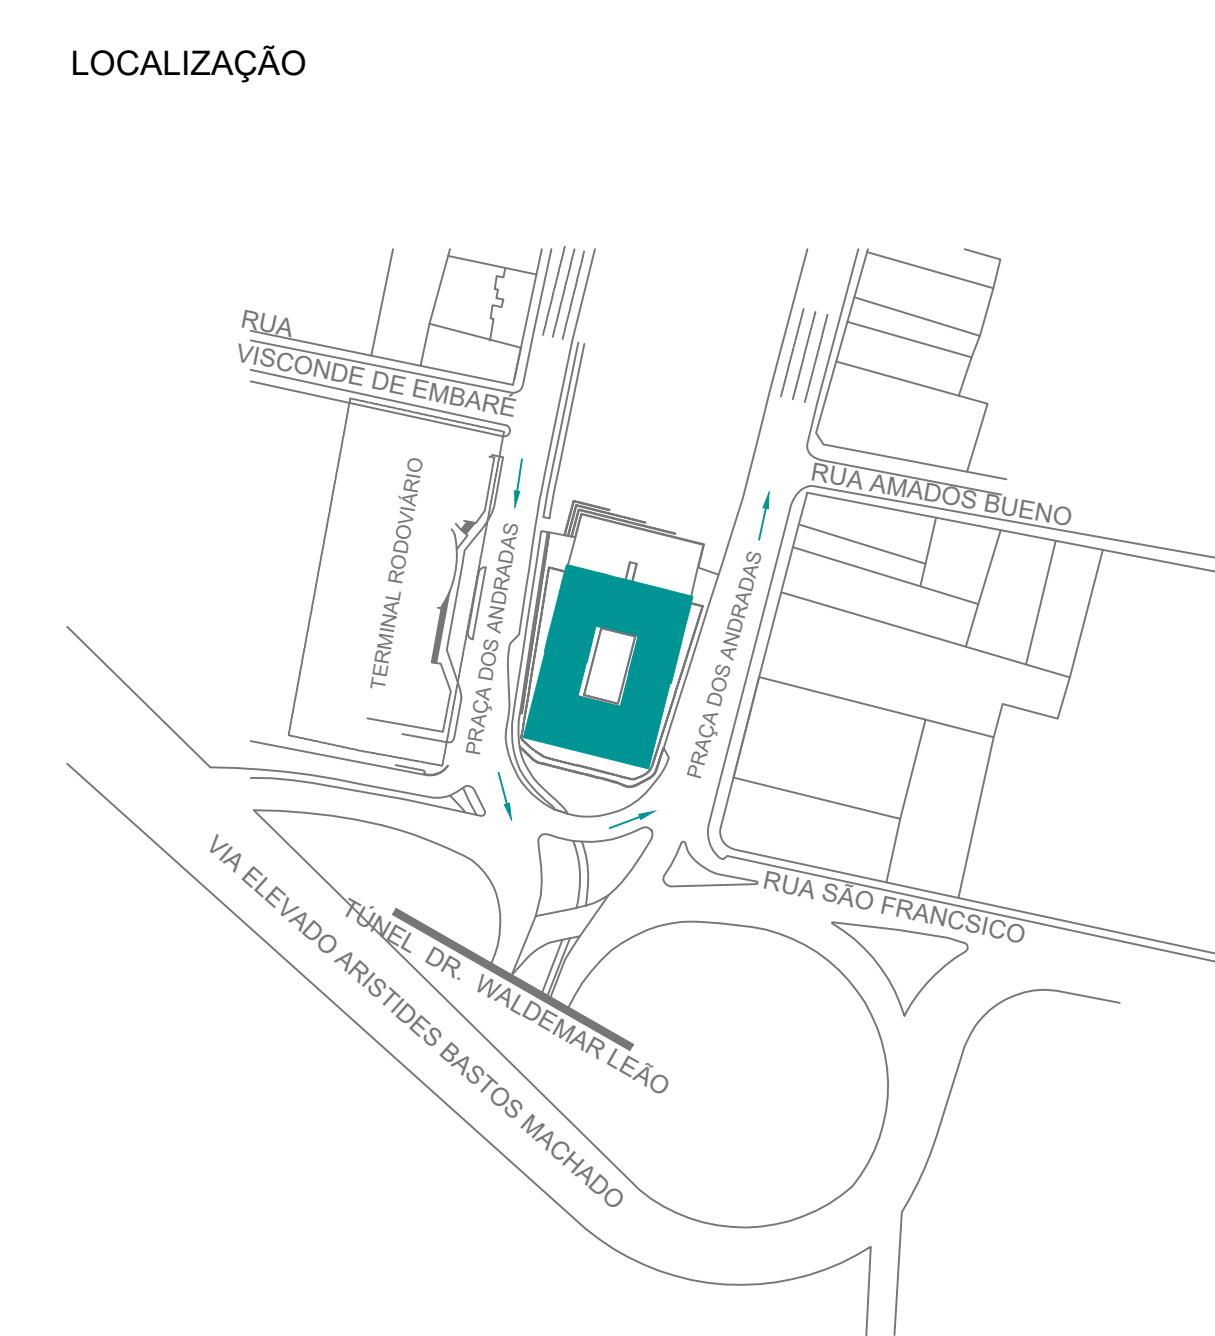 LOCALIZAÇÃO
RUA
VISCONDE DE EMBARÉ
TERMINAL RODOVIÁRIO
PRAÇA DOS ANDRADAS
PRAÇA DOS ANDRADAS
RUA AMADOS BUENO
RUA SÃO FRANCSICO
TÚNEL DR. WALDEMAR LEÃO
VIA ELEVADO ARISTIDES BASTOS MACHADO